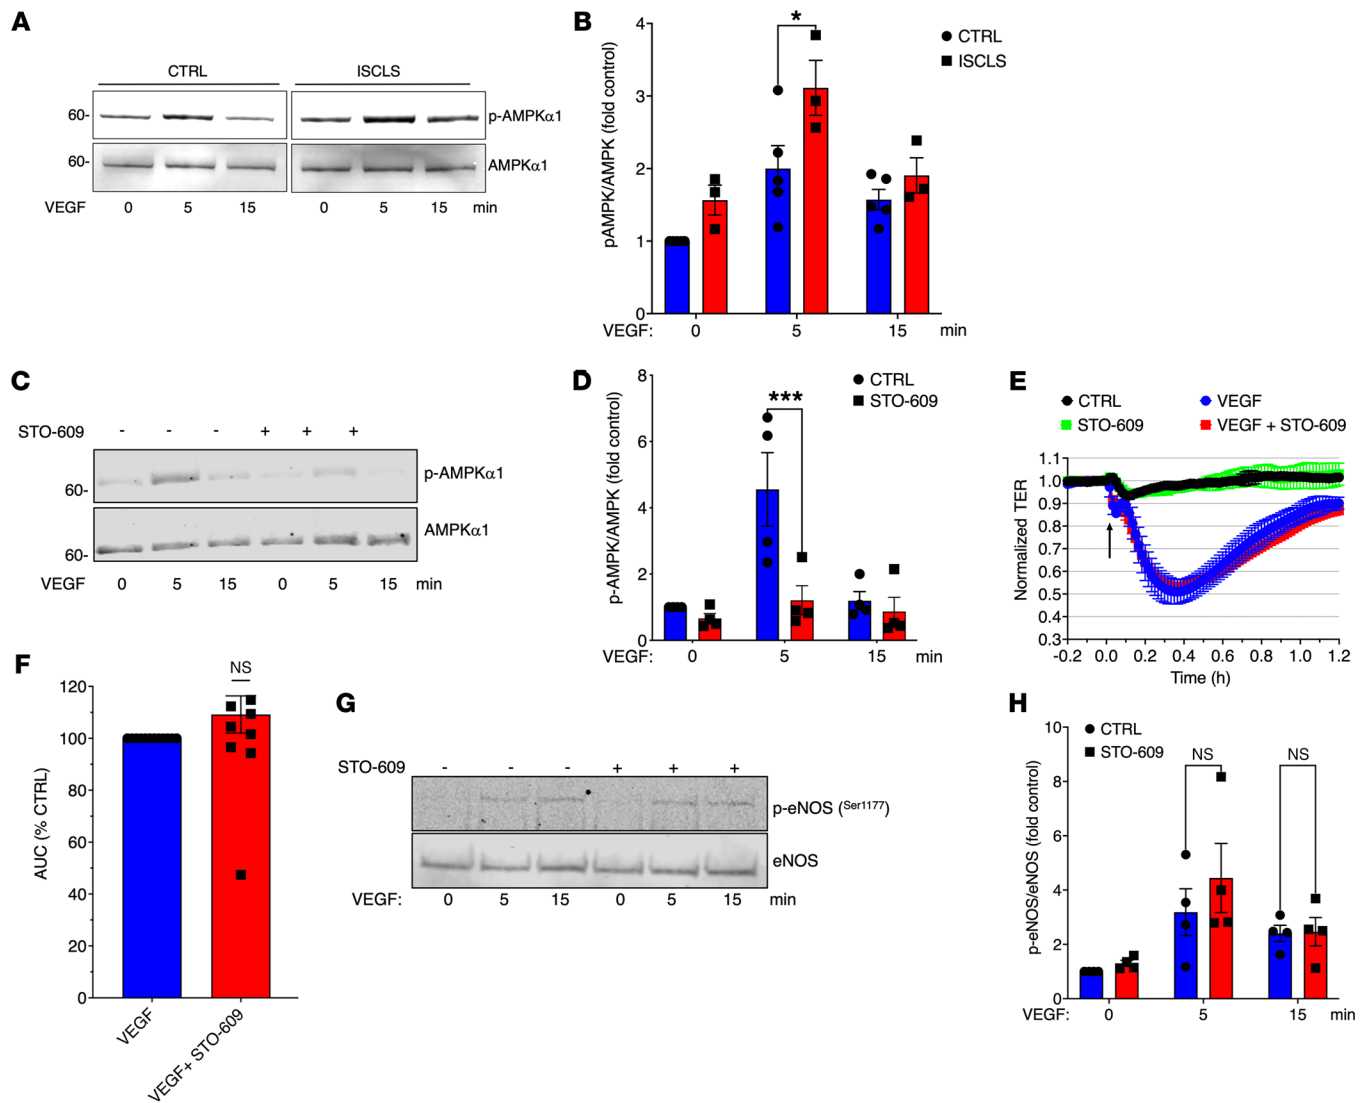 A
CTRL ISCLS
60- p-AMPKα1
60- AMPKα1
VEGF 0 5 15 0 5 15 min
B
pAMPK/AMPK (fold control)
4
3
2
1
0
*
CTRL
ISCLS
VEGF: 0 5 15 min
C
STO-609 - - - + + +
60- p-AMPKα1
60- AMPKα1
VEGF 0 5 15 0 5 15 min
D
p-AMPK/AMPK (fold control)
8
6
4
2
0
***
CTRL
STO-609
VEGF: 0 5 15 min
E
CTRL VEGF
STO-609 VEGF + STO-609
Normalized TER
1.1
1.0
0.9
0.8
0.7
0.6
0.5
0.4
0.3
-0.2 0.0 0.2 0.4 0.6 0.8 1.0 1.2
Time (h)
F
NS
AUC (% CTRL)
120
100
80
60
40
20
0
VEGF
VEGF+ STO-609
G
STO-609 - - - + + +
p-eNOS (Ser1177)
eNOS
VEGF: 0 5 15 0 5 15 min
H
p-eNOS/eNOS (fold control)
10
8
6
4
2
0
CTRL
STO-609
NS NS
VEGF: 0 5 15 min